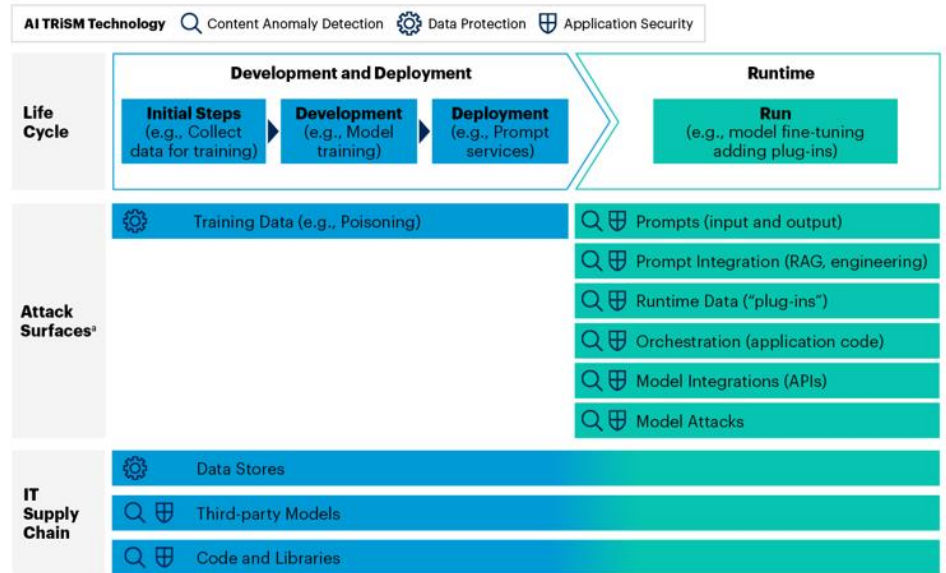 AI TRiSM Technology Content Anomaly Detection Data Protection Application Security
Life
Cycle
Development and Deployment
Initial Steps
(e.g., Collect
data for training)
Development
(e.g., Model
training)
Deployment
(e.g., Prompt
services)
Runtime
Run
(e.g., model fine-tuning
adding plug-ins)
Attack
Surfacesᵃ
Training Data (e.g., Poisoning)
Prompts (input and output)
Prompt Integration (RAG, engineering)
Runtime Data (“plug-ins”)
Orchestration (application code)
Model Integrations (APIs)
Model Attacks
IT
Supply
Chain
Data Stores
Third-party Models
Code and Libraries